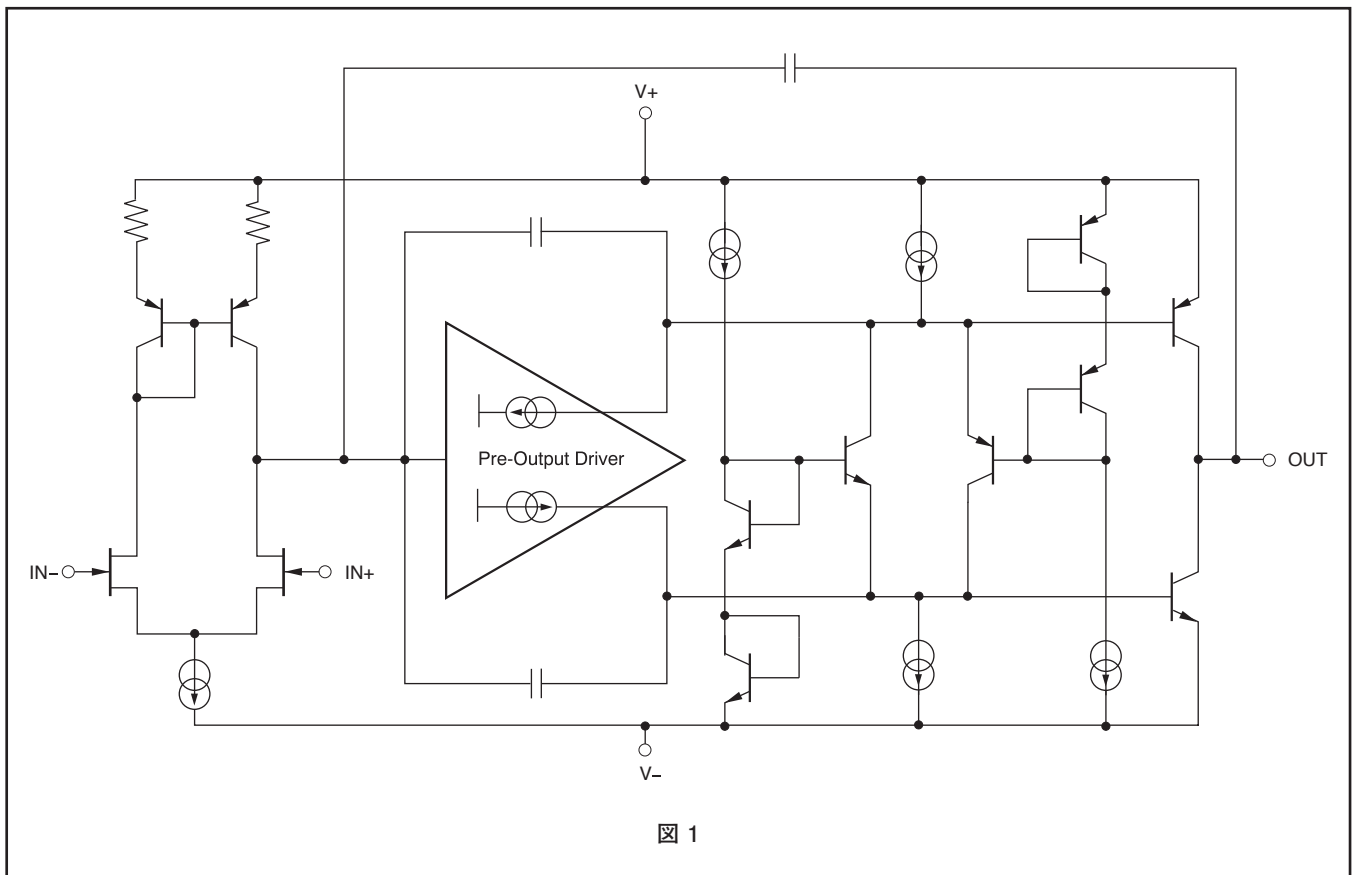 V+
Pre-Output Driver
OUT
IN–
IN+
V–
図 1